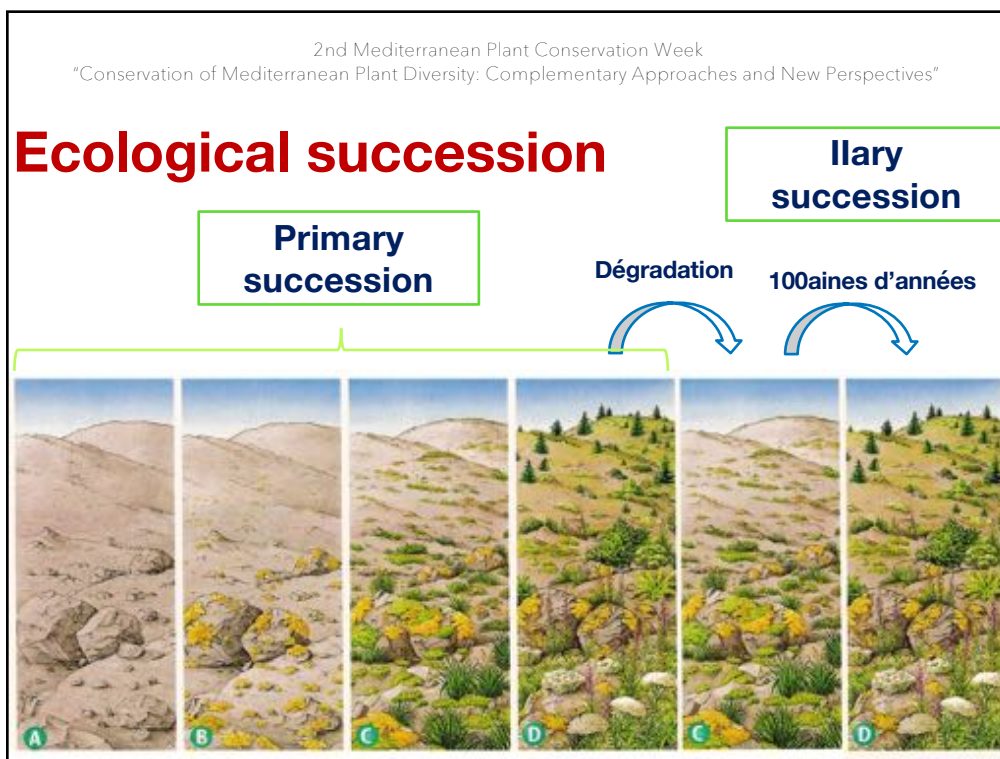 2nd Mediterranean Plant Conservation Week
“Conservation of Mediterranean Plant Diversity: Complementary Approaches and New Perspectives”
Ecological succession
IIary
succession
Primary
succession
Dégradation
100aines d’années
A
B
C
D
C
D